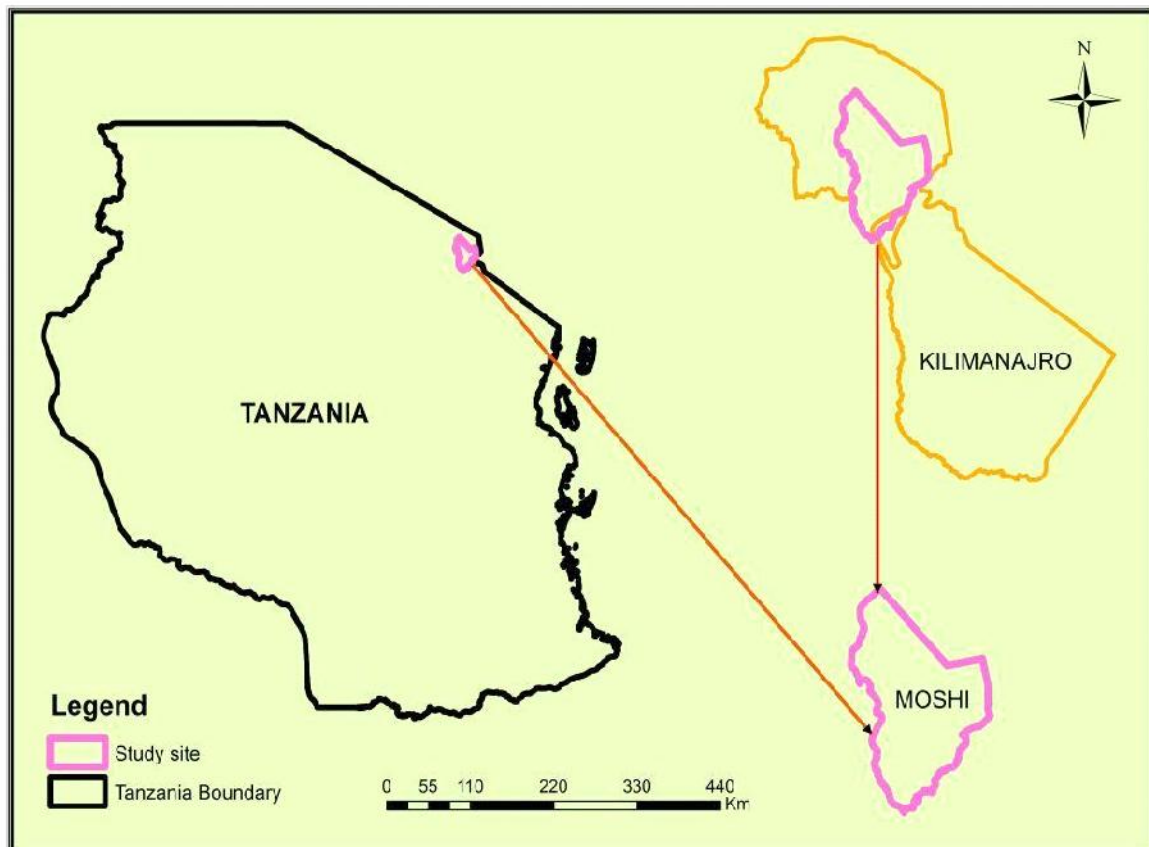 N
KILIMANAJRO
TANZANIA
MOSHI
Legend
Study site
Tanzania Boundary
0 55 110 220 330 440
Km